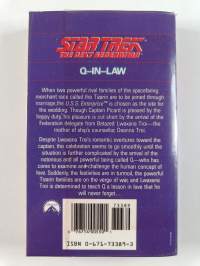 STAR TREK
THE NEXT GENERATION
Q-IN-LAW
When two powerful rival families of the spacefaring
merchant race called the Tizarin are to be joined through
marriage, the U.S.S. Enterprise™ is chosen as the site for
the wedding. Though Captain Picard is pleased by the
happy duty, his pleasure is cut short by the arrival of
the Federation delegate from Betazed: Lwaxana Troi—the
mother of ship's counselor, Deanna Troi.
Despite Lwaxana Troi's romantic overtures toward the
captain, the celebration seems to go smoothly until the
situation is further complicated by the arrival of the
notorious and all powerful being called Q—who has
come to examine and challenge the human concept of
love. Suddenly, the festivities are in turmoil, the powerful
Tizarin families are on the verge of war, and Lwaxana
Troi is determined to teach Q a lesson in love that he
will never forget...
73389
ISBN 0-671-73389-3